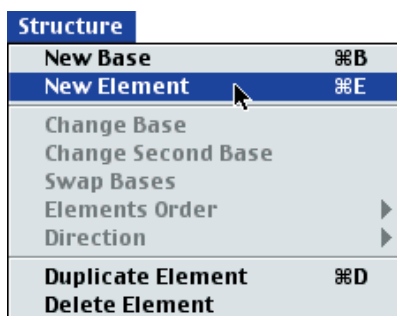 Structure
New Base ⌘B
New Element ⌘E
Change Base
Change Second Base
Swap Bases
Elements Order
Direction
Duplicate Element ⌘D
Delete Element